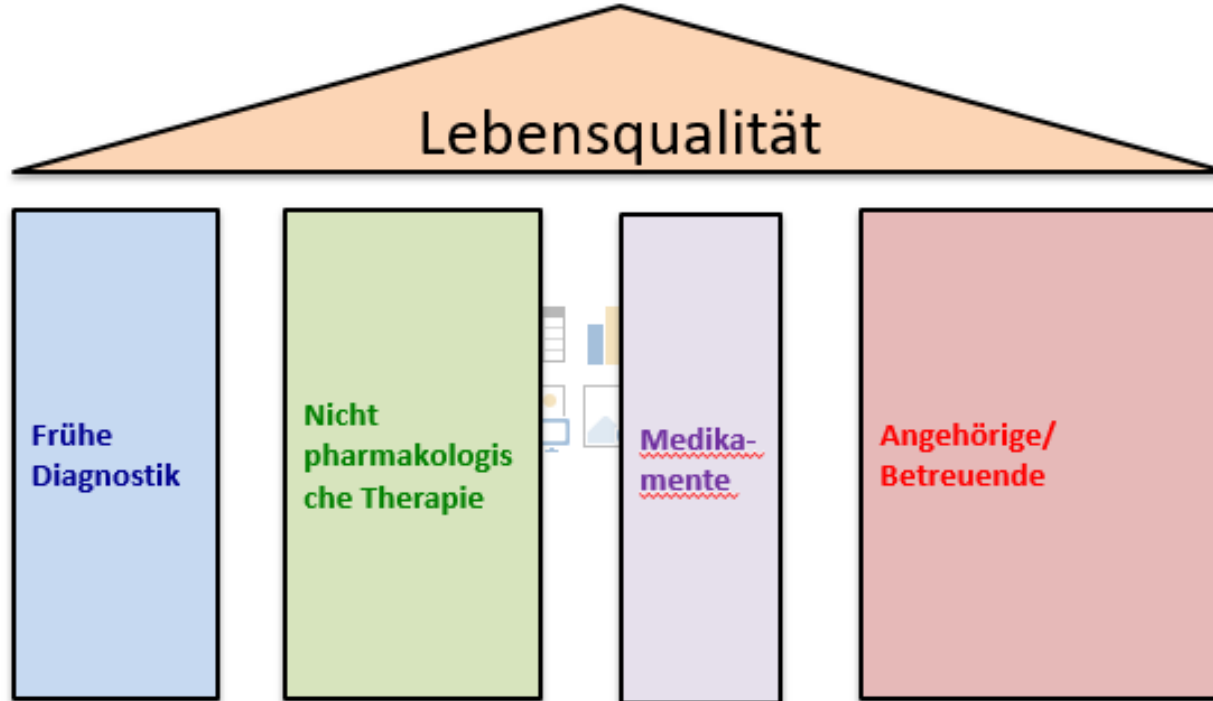 Lebensqualität
Frühe
Diagnostik
Nicht
pharmakologis
che Therapie
Medika-
mente
Angehörige/
Betreuende